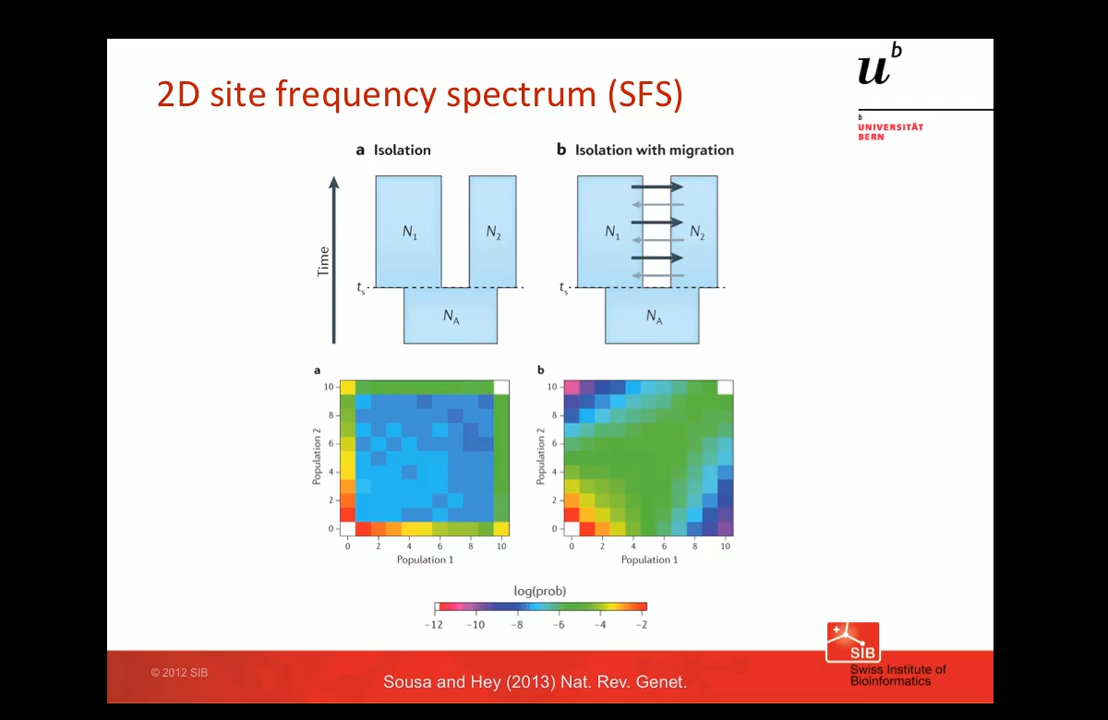 2D site frequency spectrum (SFS)
u^b
b
UNIVERSITÄT
BERN
a Isolation
b Isolation with migration
Time
N1
N2
N1
N2
ts
ts
NA
NA
a
b
10
8
6
4
2
0
Population 2
0 2 4 6 8 10
Population 1
10
8
6
4
2
0
Population 2
0 2 4 6 8 10
Population 1
log(prob)
−12 −10 −8 −6 −4 −2
SIB
Swiss Institute of
Bioinformatics
© 2012 SIB
Sousa and Hey (2013) Nat. Rev. Genet.